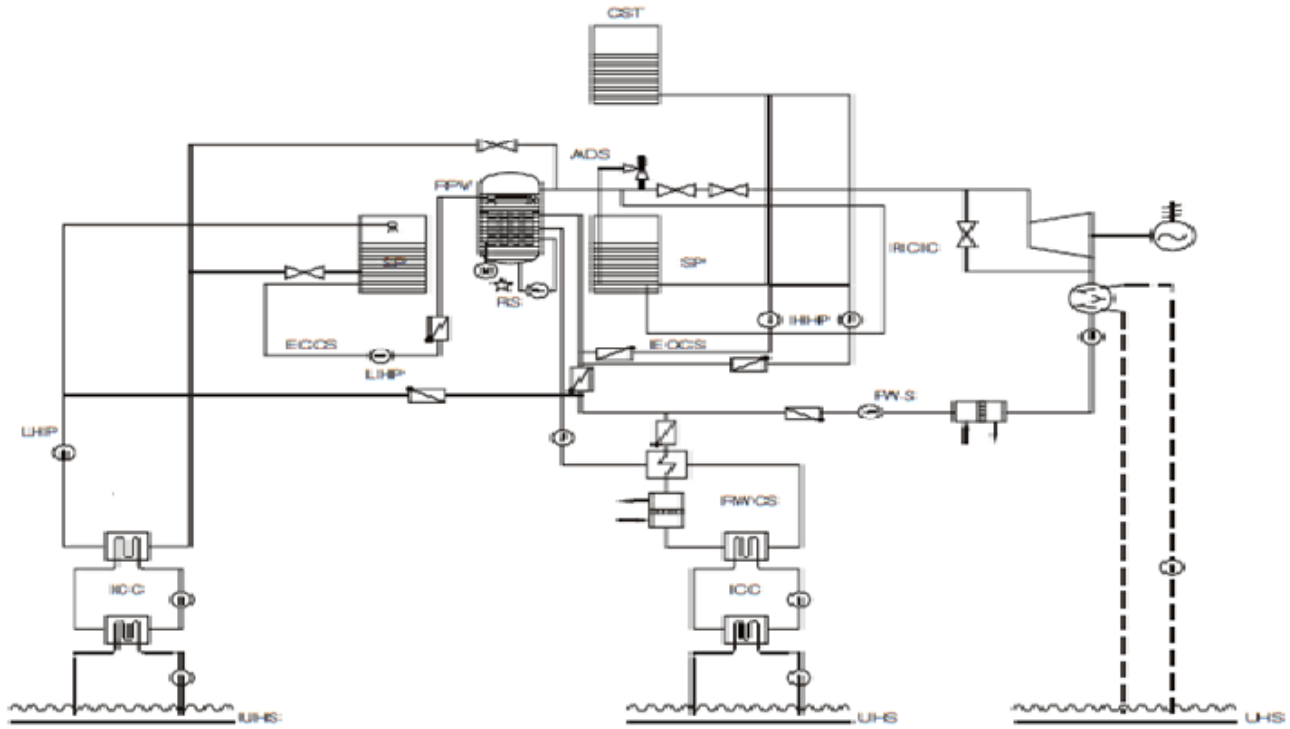 CST
ADS
RPV
RCIC
SP
SP
RS
HHP
ECCS
ECCS
LHP
FWS
LHP
RWCS
ICC
ICC
UHS
UHS
UHS